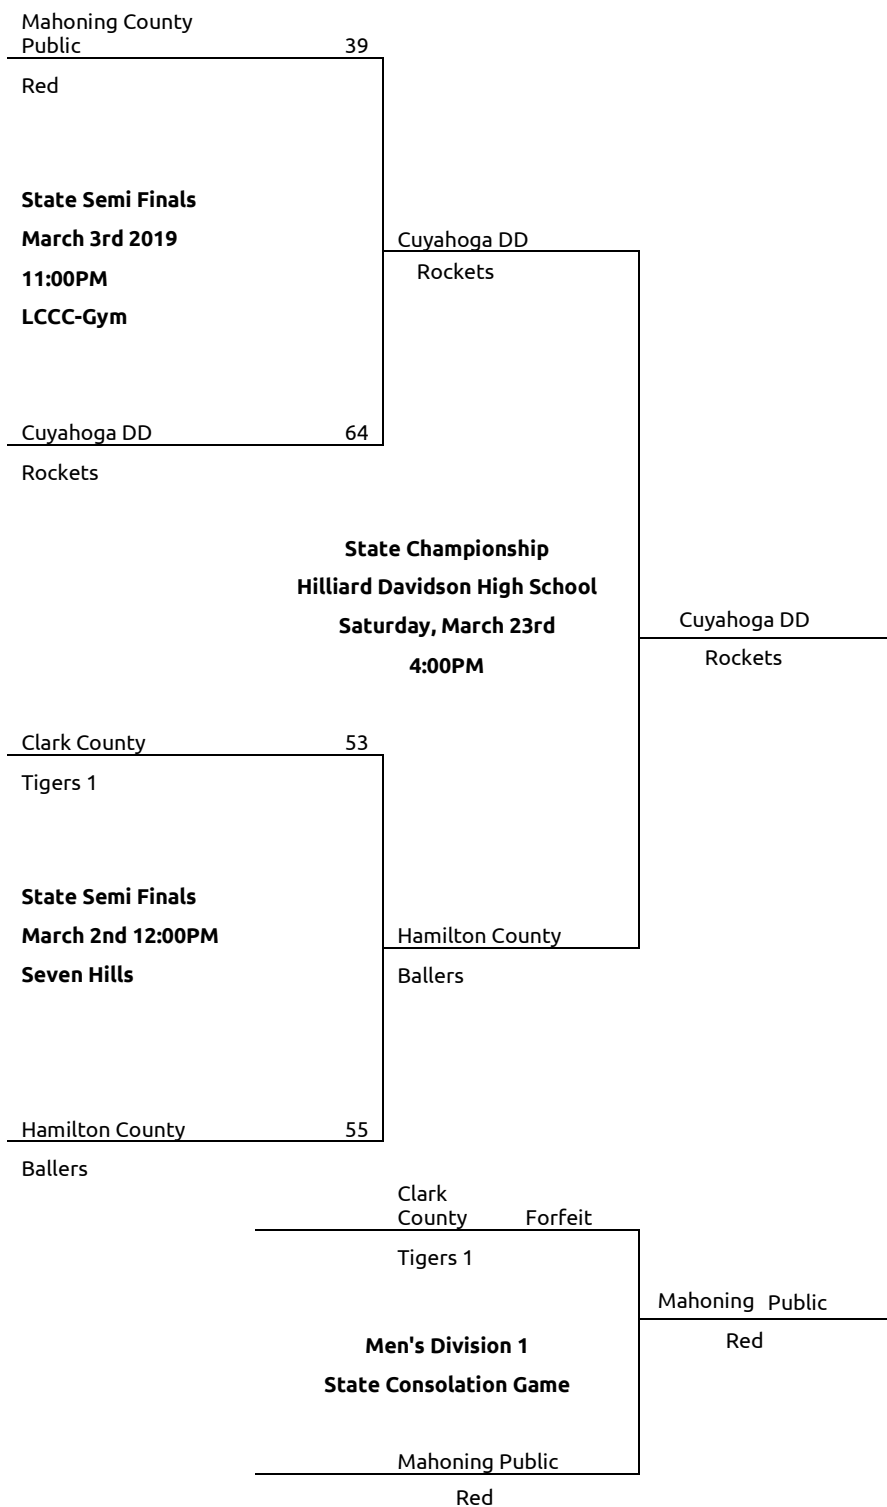 Mahoning County
Public 39
Red
State Semi Finals
March 3rd 2019
11:00PM
LCCC-Gym
Cuyahoga DD
Rockets
Cuyahoga DD 64
Rockets
State Championship
Hilliard Davidson High School
Saturday, March 23rd
4:00PM
Cuyahoga DD
Rockets
Clark County 53
Tigers 1
State Semi Finals
March 2nd 12:00PM
Seven Hills
Hamilton County
Ballers
Hamilton County 55
Ballers
Clark
County Forfeit
Tigers 1
Men's Division 1
State Consolation Game
Mahoning Public
Red
Mahoning Public
Red